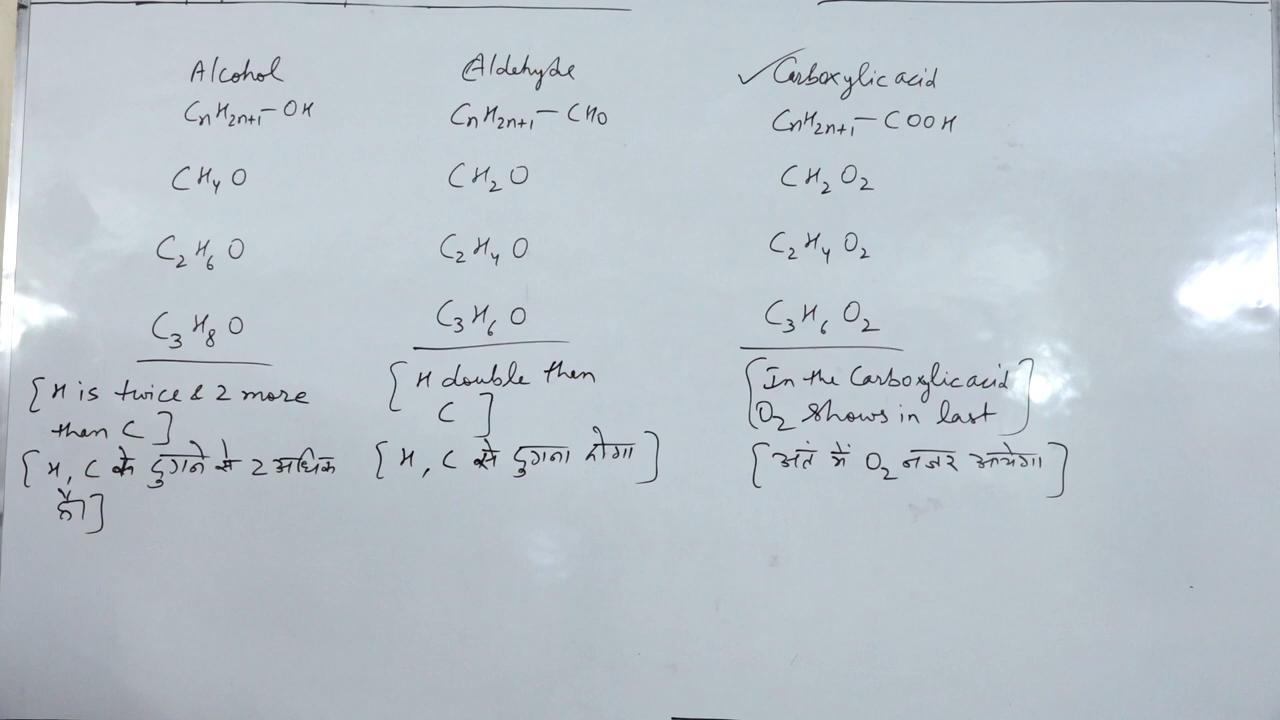 Alcohol
CnH2n+1-OH
CH4O
C2H6O
C3H8O
[H is twice & 2 more
then C]
[H, C के दुगने से 2 अधिक
हो]
Aldehyde
CnH2n+1-CHO
CH2O
C2H4O
C3H6O
[H double then
C]
[H, C से दुगना होगा]
✓Carboxylic acid
CnH2n+1-COOH
CH2O2
C2H4O2
C3H6O2
[In the Carboxylic acid
O2 shows in last]
[अंत में O2 नजर आयेगा]